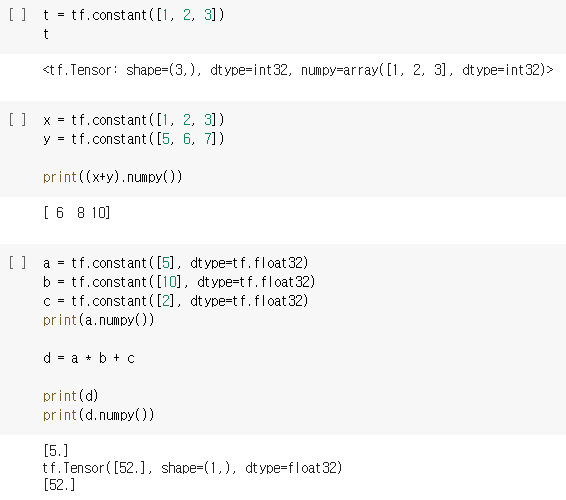 [ ] t = tf.constant([1, 2, 3])
t
<tf.Tensor: shape=(3,), dtype=int32, numpy=array([1, 2, 3], dtype=int32)>
[ ] x = tf.constant([1, 2, 3])
y = tf.constant([5, 6, 7])
print((x+y).numpy())
[ 6  8 10]
[ ] a = tf.constant([5], dtype=tf.float32)
b = tf.constant([10], dtype=tf.float32)
c = tf.constant([2], dtype=tf.float32)
print(a.numpy())
d = a * b + c
print(d)
print(d.numpy())
[5.]
tf.Tensor([52.], shape=(1,), dtype=float32)
[52.]